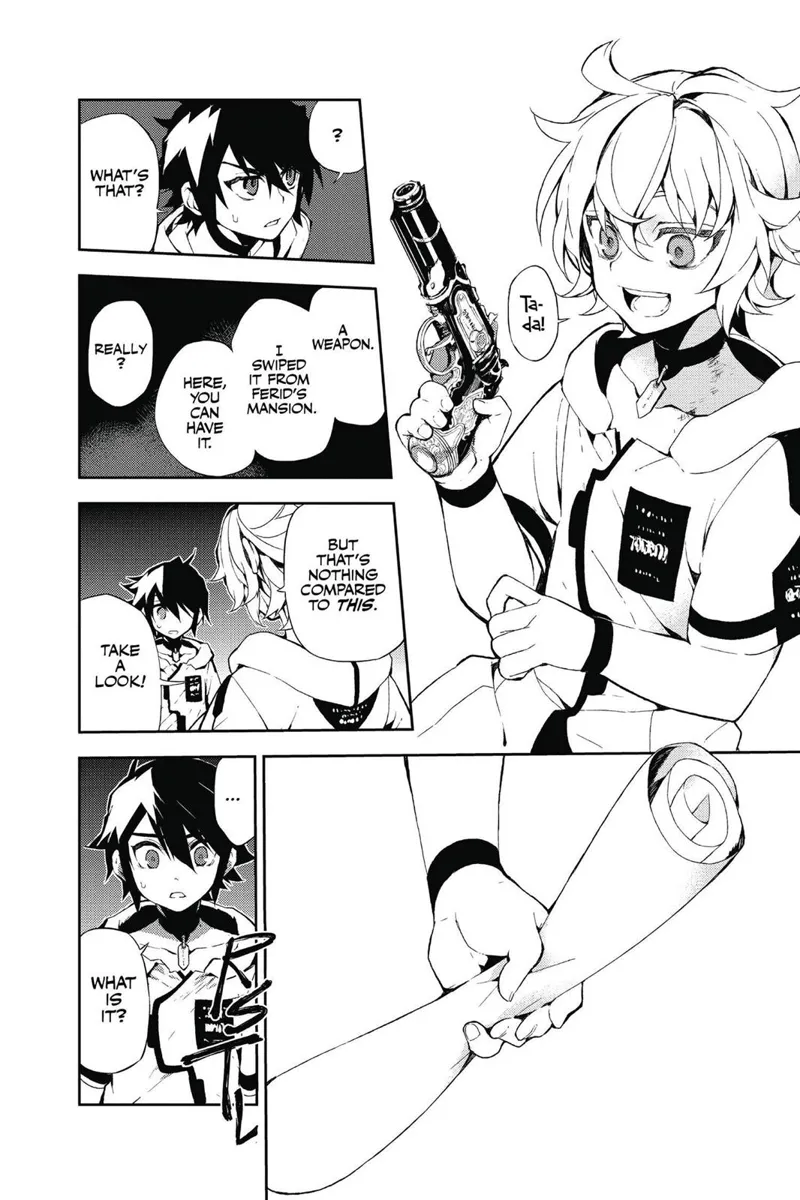 Ta-
da!
?
WHAT'S
THAT?
A
WEAPON.
I
SWIPED
IT FROM
FERID'S
MANSION.
HERE,
YOU
CAN
HAVE
IT.
REALLY
?
BUT
THAT'S
NOTHING
COMPARED
TO THIS.
TAKE
A
LOOK!
RSTL
...
WHAT
IS
IT?